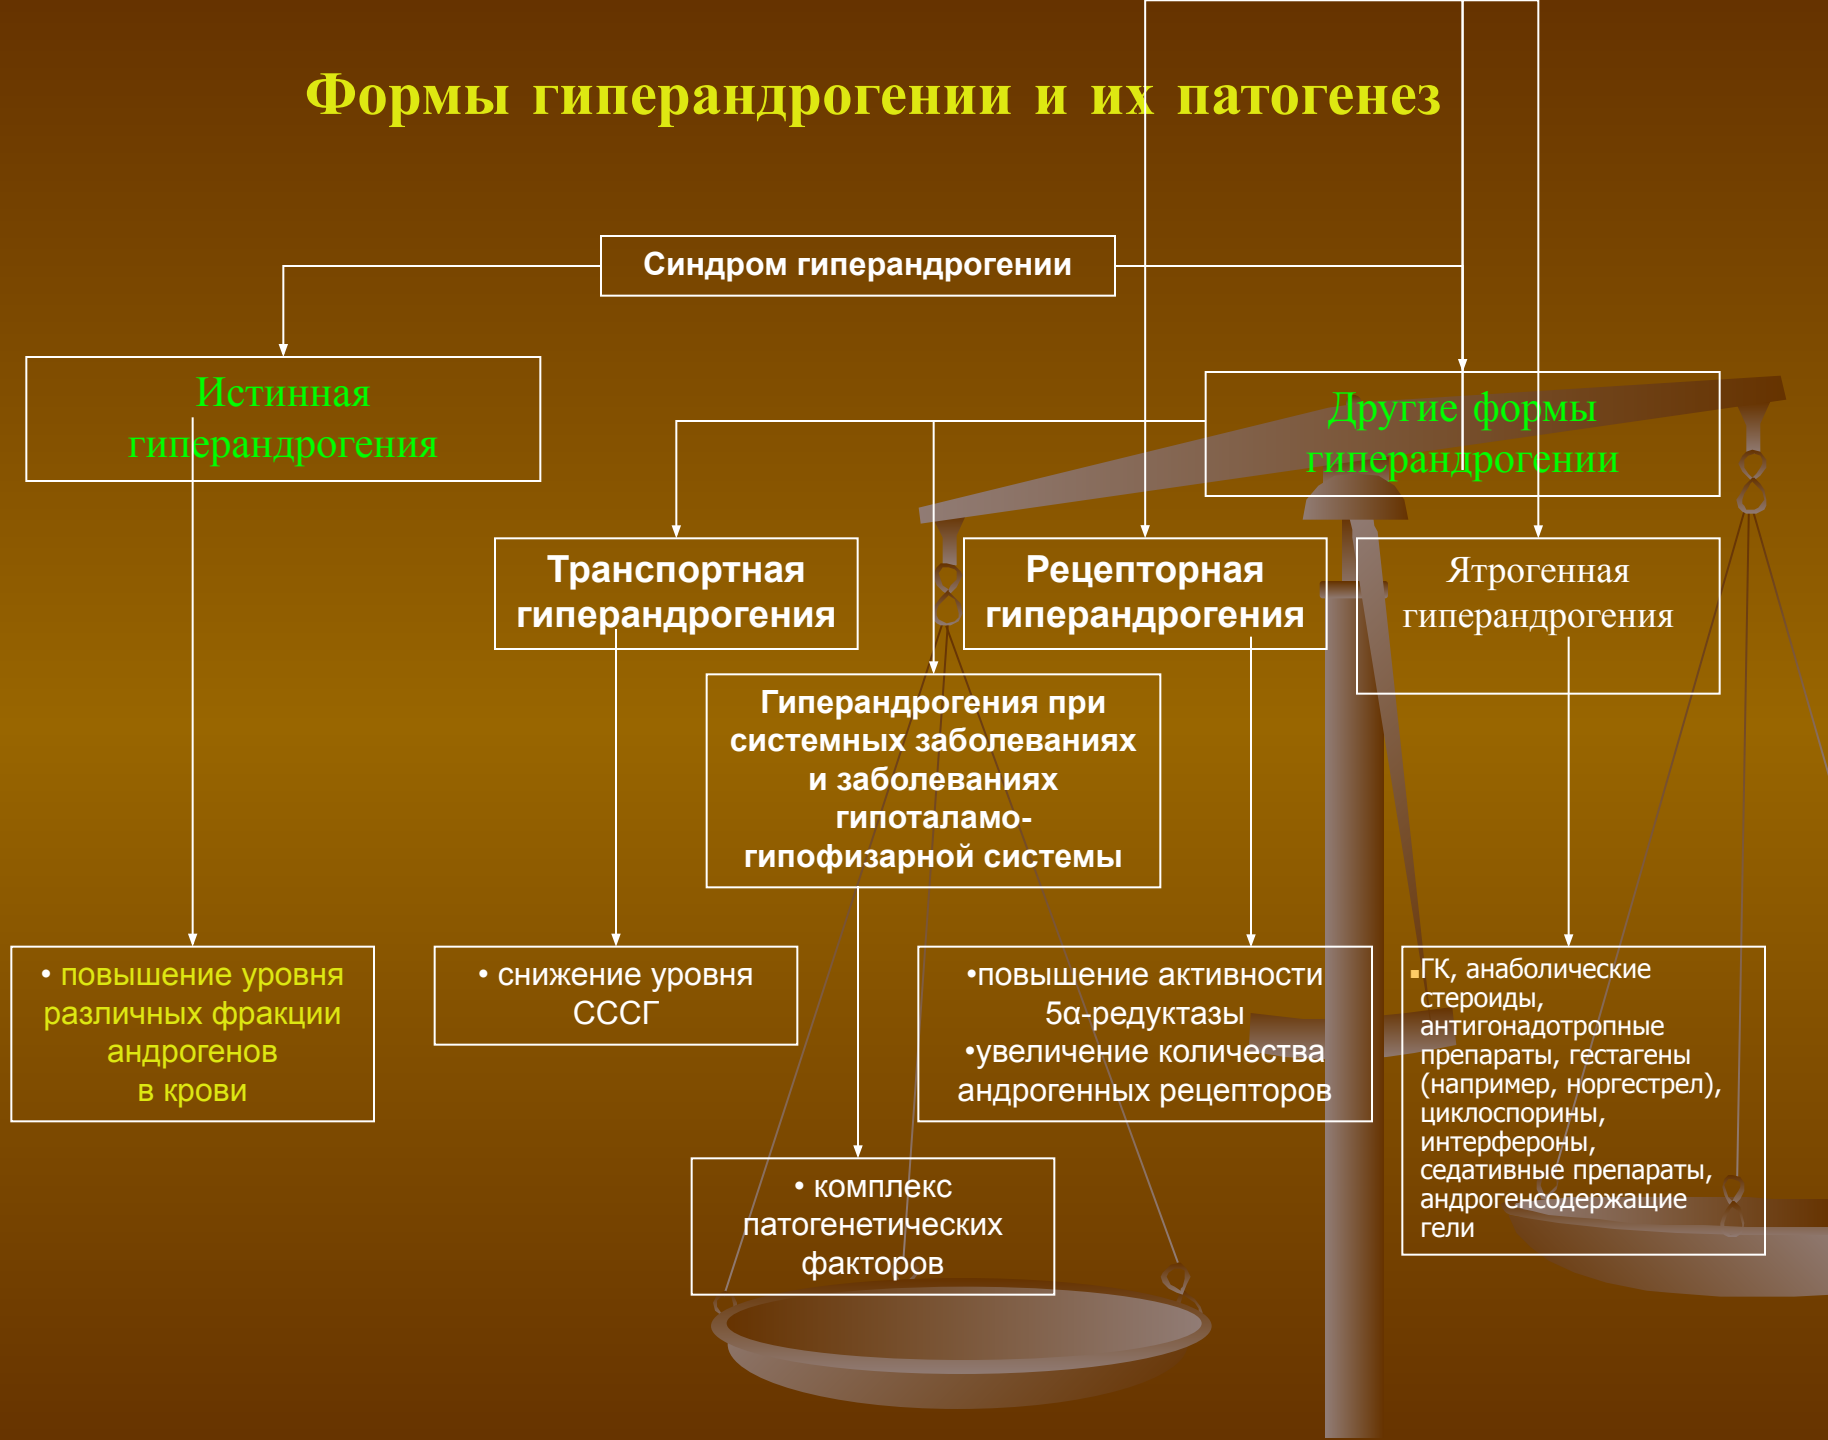 Формы гиперандрогении и их патогенез
Синдром гиперандрогении
Истинная
гиперандрогения
Другие формы
гиперандрогении
Транспортная
гиперандрогения
Рецепторная
гиперандрогения
Ятрогенная
гиперандрогения
Гиперандрогения при
системных заболеваниях
и заболеваниях
гипоталамо-
гипофизарной системы
• повышение уровня
различных фракции
андрогенов
в крови
• снижение уровня
СССГ
•повышение активности
5α-редуктазы
•увеличение количества
андрогенных рецепторов
▪ГК, анаболические
стероиды,
антигонадотропные
препараты, гестагены
(например, норгестрел),
циклоспорины,
интерфероны,
седативные препараты,
андрогенсодержащие
гели
• комплекс
патогенетических
факторов